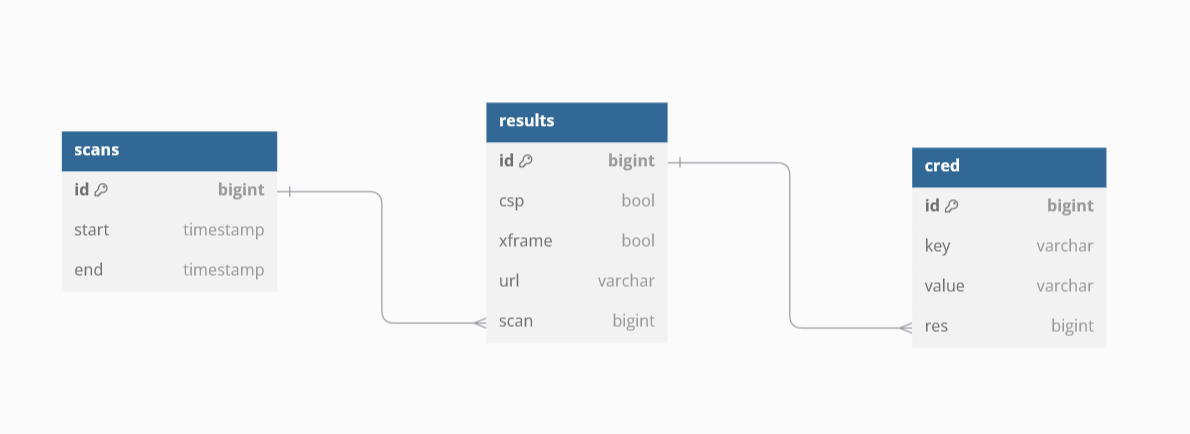 scans
id bigint
start timestamp
end timestamp
results
id bigint
csp bool
xframe bool
url varchar
scan bigint
cred
id bigint
key varchar
value varchar
res bigint